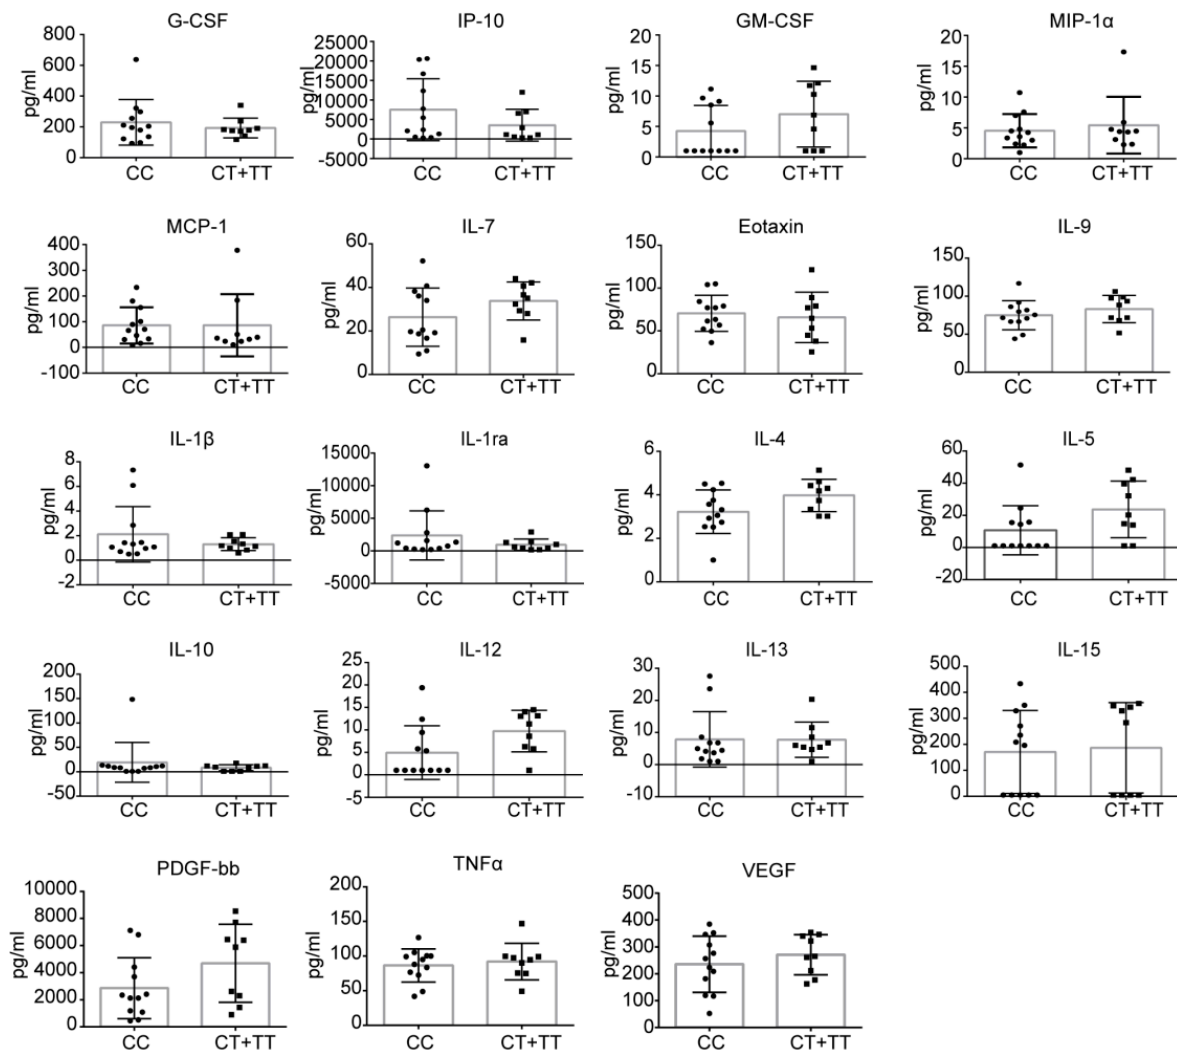 G-CSF IP-10 GM-CSF MIP-1α
pg/ml 800 600 400 200 0 CC CT+TT
pg/ml 25000 20000 15000 10000 5000 0 -5000 CC CT+TT
pg/ml 20 15 10 5 0 CC CT+TT
pg/ml 20 15 10 5 0 CC CT+TT
MCP-1 IL-7 Eotaxin IL-9
pg/ml 400 300 200 100 0 -100 CC CT+TT
pg/ml 60 40 20 0 CC CT+TT
pg/ml 150 100 50 0 CC CT+TT
pg/ml 150 100 50 0 CC CT+TT
IL-1β IL-1ra IL-4 IL-5
pg/ml 8 6 4 2 0 -2 CC CT+TT
pg/ml 15000 10000 5000 0 -5000 CC CT+TT
pg/ml 6 4 2 0 CC CT+TT
pg/ml 60 40 20 0 -20 CC CT+TT
IL-10 IL-12 IL-13 IL-15
pg/ml 200 150 100 50 0 -50 CC CT+TT
pg/ml 25 20 15 10 5 0 -5 CC CT+TT
pg/ml 30 20 10 0 -10 CC CT+TT
pg/ml 500 400 300 200 100 0 CC CT+TT
PDGF-bb TNFα VEGF
pg/ml 10000 8000 6000 4000 2000 0 CC CT+TT
pg/ml 200 150 100 50 0 CC CT+TT
pg/ml 500 400 300 200 100 0 CC CT+TT